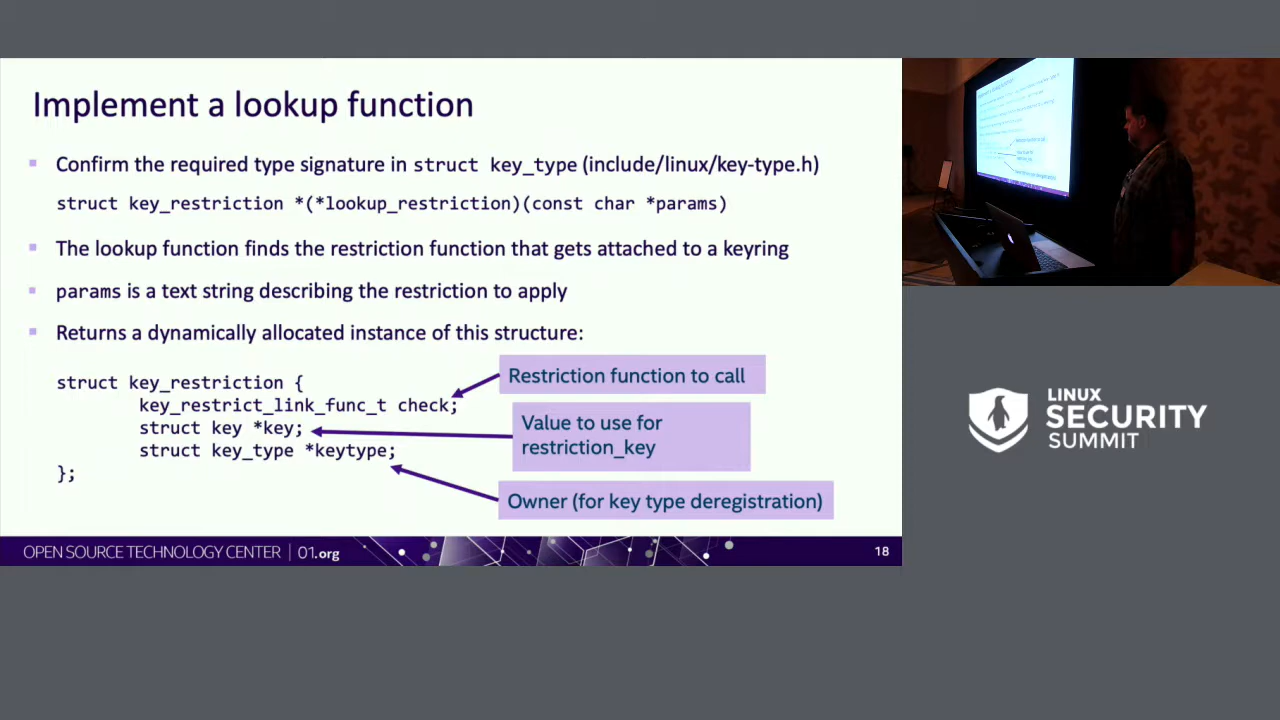 Implement a lookup function
▪ Confirm the required type signature in struct key_type (include/linux/key-type.h)
struct key_restriction *(*lookup_restriction)(const char *params)
▪ The lookup function finds the restriction function that gets attached to a keyring
▪ params is a text string describing the restriction to apply
▪ Returns a dynamically allocated instance of this structure:
struct key_restriction {
key_restrict_link_func_t check;
struct key *key;
struct key_type *keytype;
};
Restriction function to call
Value to use for
restriction_key
Owner (for key type deregistration)
OPEN SOURCE TECHNOLOGY CENTER | 01.org
18
LINUX
SECURITY
SUMMIT